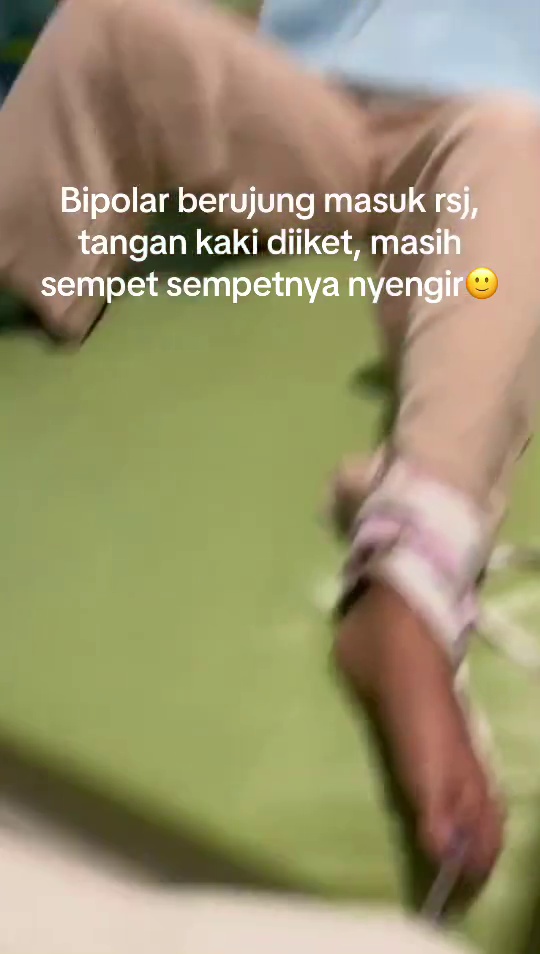 Bipolar berujung masuk rsj,
tangan kaki diiket, masih
sempet sempetnya nyengir🙂